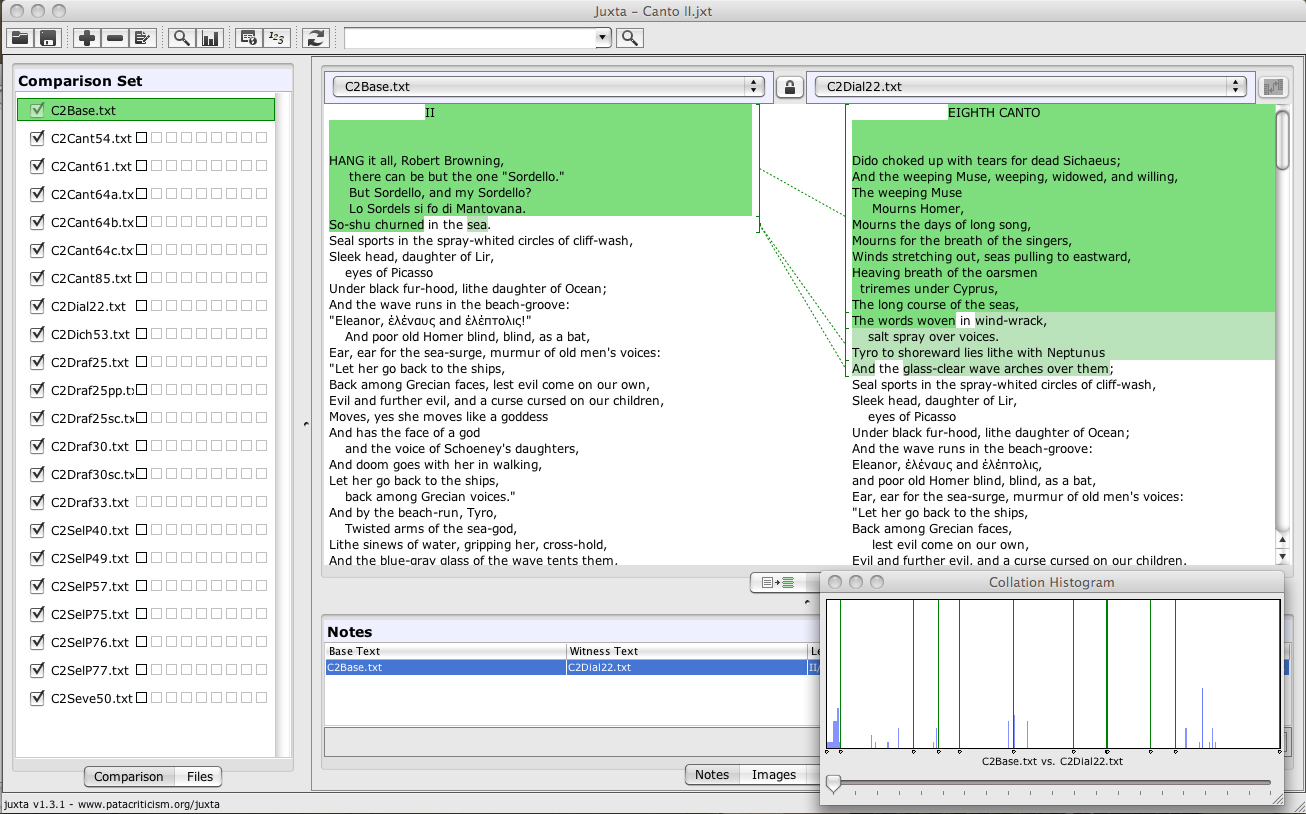 Juxta – Canto II.jxt
123
Comparison Set
C2Base.txt
C2Cant54.txt
C2Cant61.txt
C2Cant64a.tx
C2Cant64b.tx
C2Cant64c.tx
C2Cant85.txt
C2Dial22.txt
C2Dich53.txt
C2Draf25.txt
C2Draf25pp.tx
C2Draf25sc.tx
C2Draf30.txt
C2Draf30sc.tx
C2Draf33.txt
C2SelP40.txt
C2SelP49.txt
C2SelP57.txt
C2SelP75.txt
C2SelP76.txt
C2SelP77.txt
C2Seve50.txt
Comparison Files
C2Base.txt
II
HANG it all, Robert Browning,
there can be but the one "Sordello."
But Sordello, and my Sordello?
Lo Sordels si fo di Mantovana.
So-shu churned in the sea.
Seal sports in the spray-whited circles of cliff-wash,
Sleek head, daughter of Lir,
eyes of Picasso
Under black fur-hood, lithe daughter of Ocean;
And the wave runs in the beach-groove:
"Eleanor, ἑλέναυς and ἑλέπτολις!"
And poor old Homer blind, blind, as a bat,
Ear, ear for the sea-surge, murmur of old men's voices:
"Let her go back to the ships,
Back among Grecian faces, lest evil come on our own,
Evil and further evil, and a curse cursed on our children,
Moves, yes she moves like a goddess
And has the face of a god
and the voice of Schoeney's daughters,
And doom goes with her in walking,
Let her go back to the ships,
back among Grecian voices."
And by the beach-run, Tyro,
Twisted arms of the sea-god,
Lithe sinews of water, gripping her, cross-hold,
And the blue-gray glass of the wave tents them,
C2Dial22.txt
EIGHTH CANTO
Dido choked up with tears for dead Sichaeus;
And the weeping Muse, weeping, widowed, and willing,
The weeping Muse
Mourns Homer,
Mourns the days of long song,
Mourns for the breath of the singers,
Winds stretching out, seas pulling to eastward,
Heaving breath of the oarsmen
triremes under Cyprus,
The long course of the seas,
The words woven in wind-wrack,
salt spray over voices.
Tyro to shoreward lies lithe with Neptunus
And the glass-clear wave arches over them;
Seal sports in the spray-whited circles of cliff-wash,
Sleek head, daughter of Lir,
eyes of Picasso
Under black fur-hood, lithe daughter of Ocean;
And the wave runs in the beach-groove:
Eleanor, ἑλέναυς and ἑλέπτολις,
and poor old Homer blind, blind, as a bat,
Ear, ear for the sea-surge, murmur of old men's voices:
"Let her go back to the ships,
Back among Grecian faces,
lest evil come on our own,
Evil and further evil, and a curse cursed on our children,
Notes
Base Text Witness Text Le
C2Base.txt C2Dial22.txt II/
Notes Images
Collation Histogram
C2Base.txt vs. C2Dial22.txt
juxta v1.3.1 - www.patacriticism.org/juxta